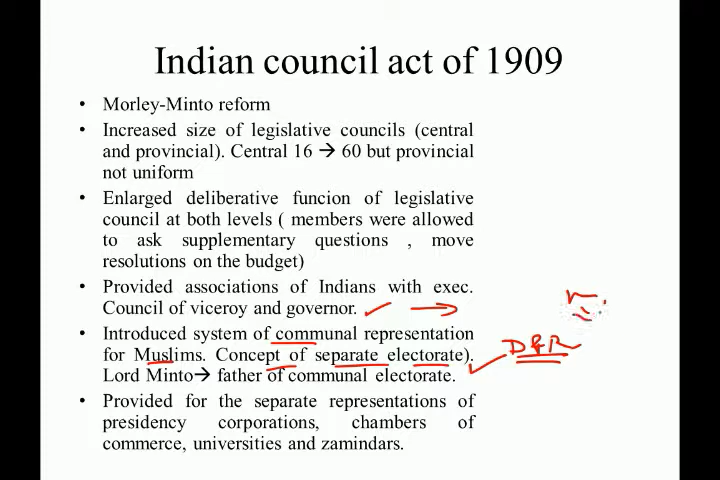 Indian council act of 1909
• Morley-Minto reform
• Increased size of legislative councils (central
and provincial). Central 16 → 60 but provincial
not uniform
• Enlarged deliberative funcion of legislative
council at both levels ( members were allowed
to ask supplementary questions , move
resolutions on the budget)
• Provided associations of Indians with exec.
Council of viceroy and governor.
• Introduced system of communal representation
for Muslims. Concept of separate electorate).
Lord Minto→ father of communal electorate.
D&R
• Provided for the separate representations of
presidency corporations, chambers of
commerce, universities and zamindars.